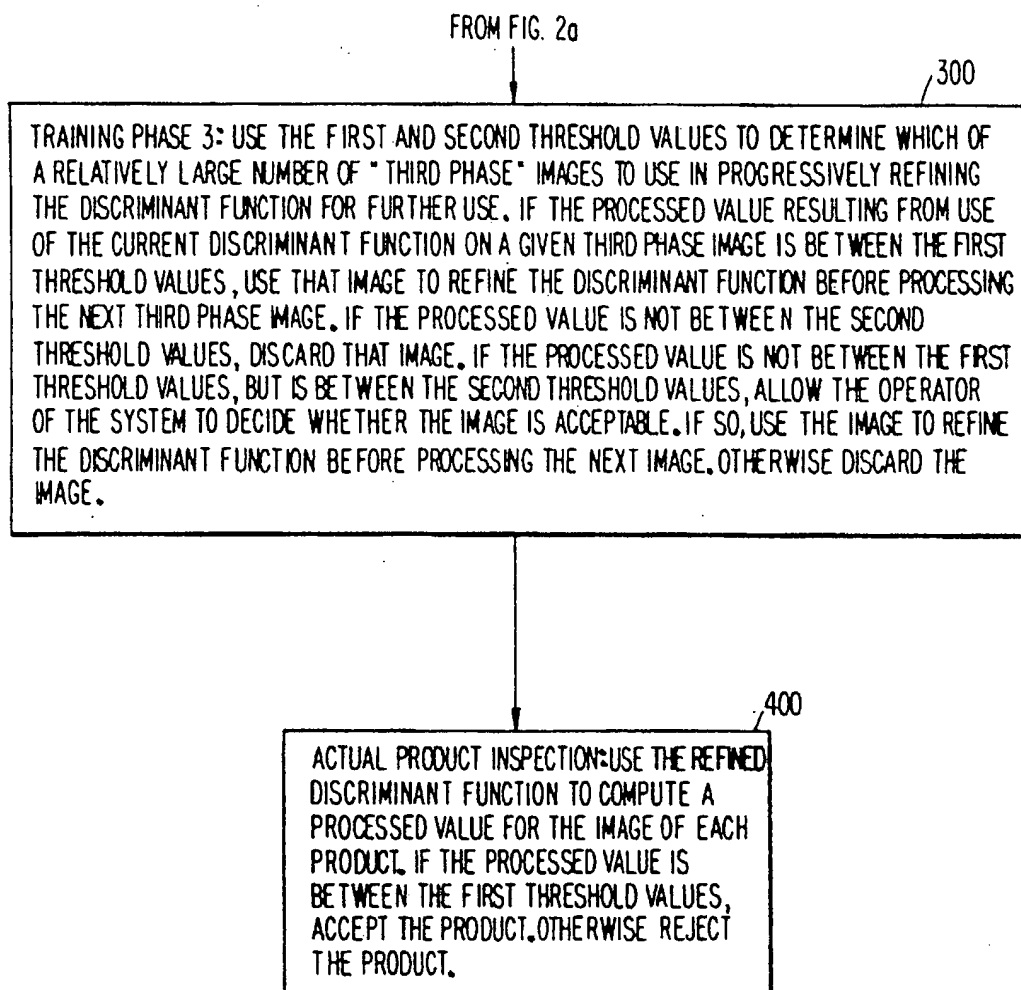 FROM FIG. 2a
300
TRAINING PHASE 3: USE THE FIRST AND SECOND THRESHOLD VALUES TO DETERMINE WHICH OF
A RELATIVELY LARGE NUMBER OF "THIRD PHASE" IMAGES TO USE IN PROGRESSIVELY REFINING
THE DISCRIMINANT FUNCTION FOR FURTHER USE. IF THE PROCESSED VALUE RESULTING FROM USE
OF THE CURRENT DISCRIMINANT FUNCTION ON A GIVEN THIRD PHASE IMAGE IS BETWEEN THE FIRST
THRESHOLD VALUES, USE THAT IMAGE TO REFINE THE DISCRIMINANT FUNCTION BEFORE PROCESSING
THE NEXT THIRD PHASE IMAGE. IF THE PROCESSED VALUE IS NOT BETWEEN THE SECOND
THRESHOLD VALUES, DISCARD THAT IMAGE. IF THE PROCESSED VALUE IS NOT BETWEEN THE FIRST
THRESHOLD VALUES, BUT IS BETWEEN THE SECOND THRESHOLD VALUES, ALLOW THE OPERATOR
OF THE SYSTEM TO DECIDE WHETHER THE IMAGE IS ACCEPTABLE. IF SO, USE THE IMAGE TO REFINE
THE DISCRIMINANT FUNCTION BEFORE PROCESSING THE NEXT IMAGE. OTHERWISE DISCARD THE
IMAGE.
400
ACTUAL PRODUCT INSPECTION: USE THE REFINED
DISCRIMINANT FUNCTION TO COMPUTE A
PROCESSED VALUE FOR THE IMAGE OF EACH
PRODUCT. IF THE PROCESSED VALUE IS
BETWEEN THE FIRST THRESHOLD VALUES,
ACCEPT THE PRODUCT. OTHERWISE REJECT
THE PRODUCT.